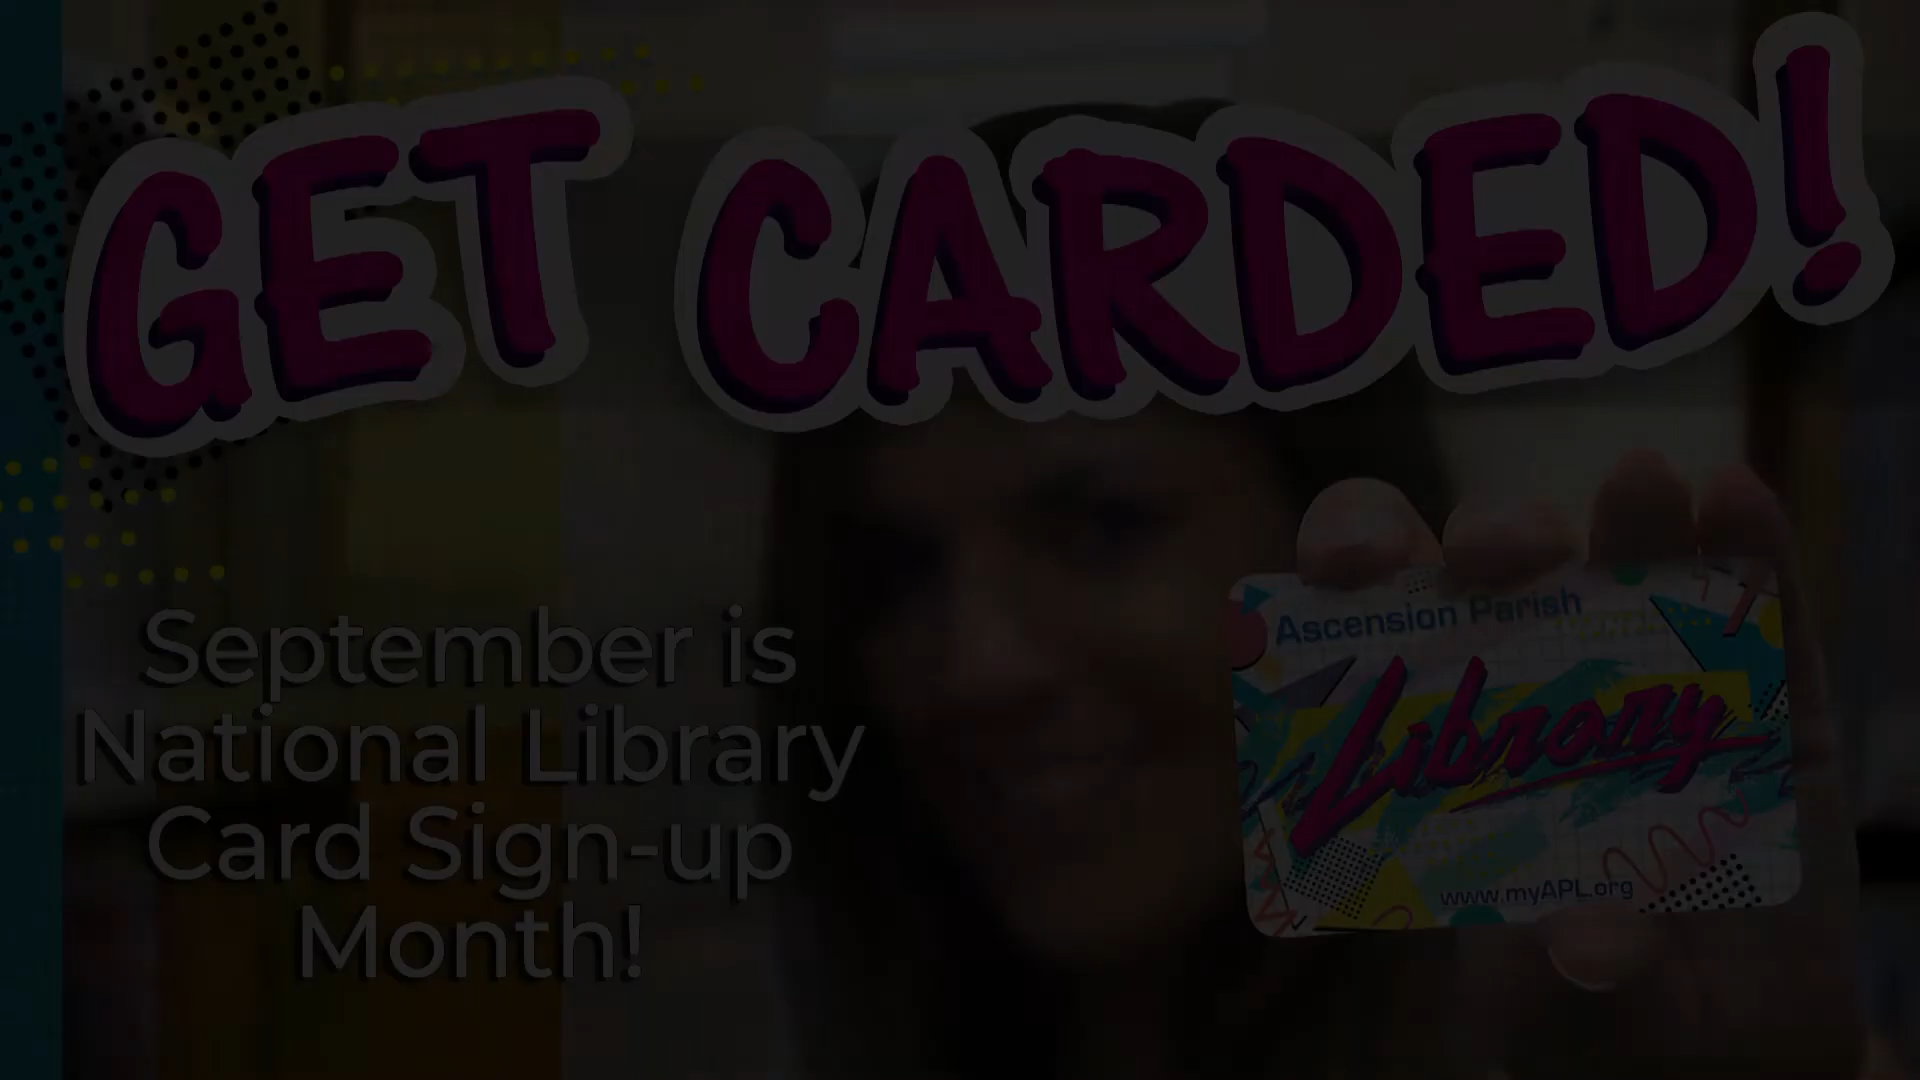 GET CARDED!
September is
National Library
Card Sign-up
Month!
Ascension Parish
Library
www.myAPL.org